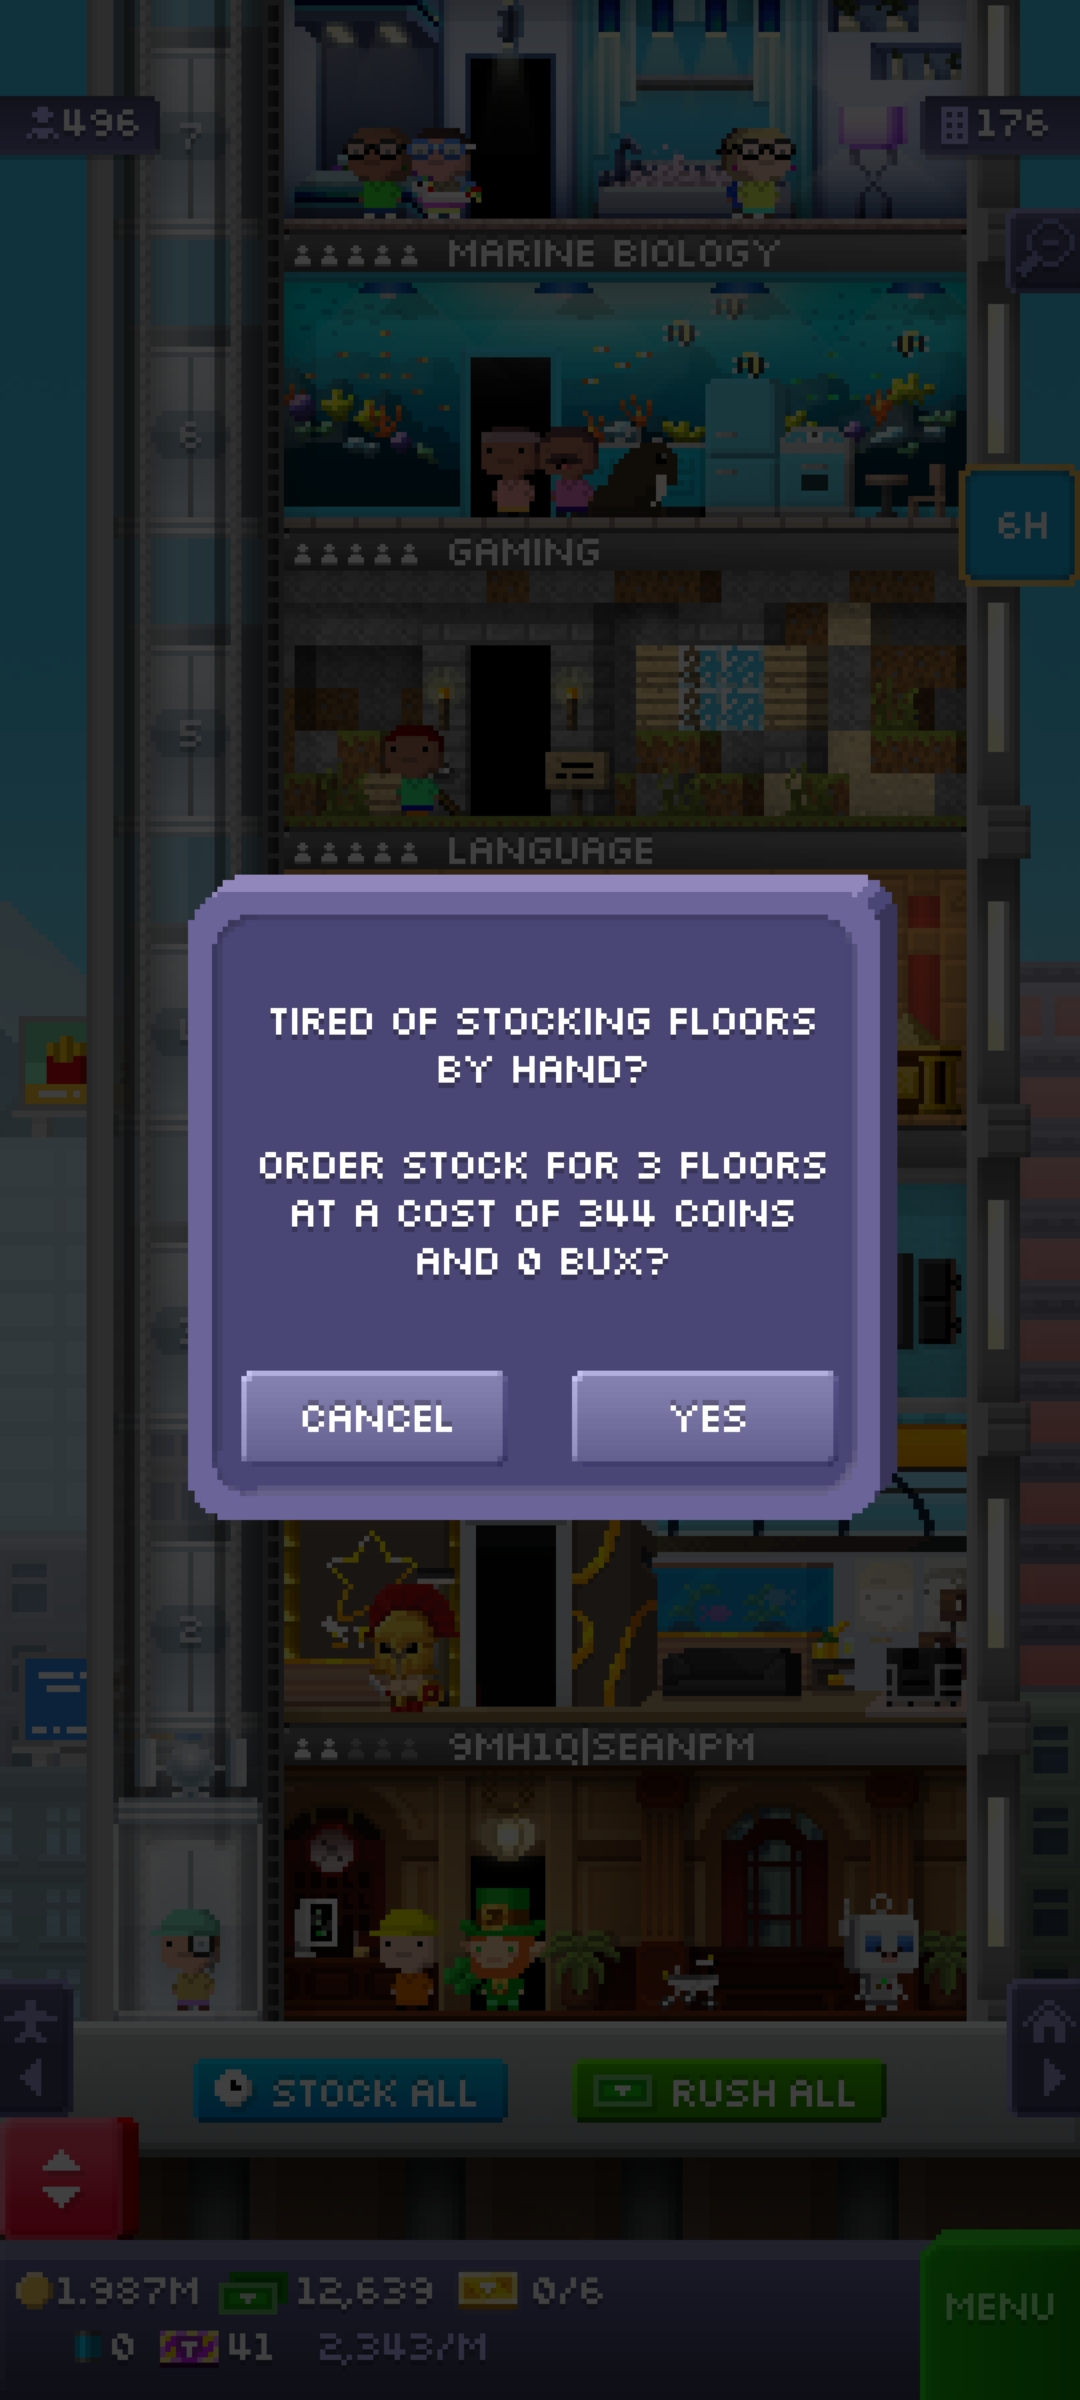 496
176
7
MARINE BIOLOGY
6
GAMING
6H
5
LANGUAGE
TIRED OF STOCKING FLOORS
BY HAND?
ORDER STOCK FOR 3 FLOORS
AT A COST OF 344 COINS
AND 0 BUX?
CANCEL
YES
2
9MH1Q|SEANPM
STOCK ALL
RUSH ALL
1.987M
12,639
0/6
MENU
0
41
2,343/M